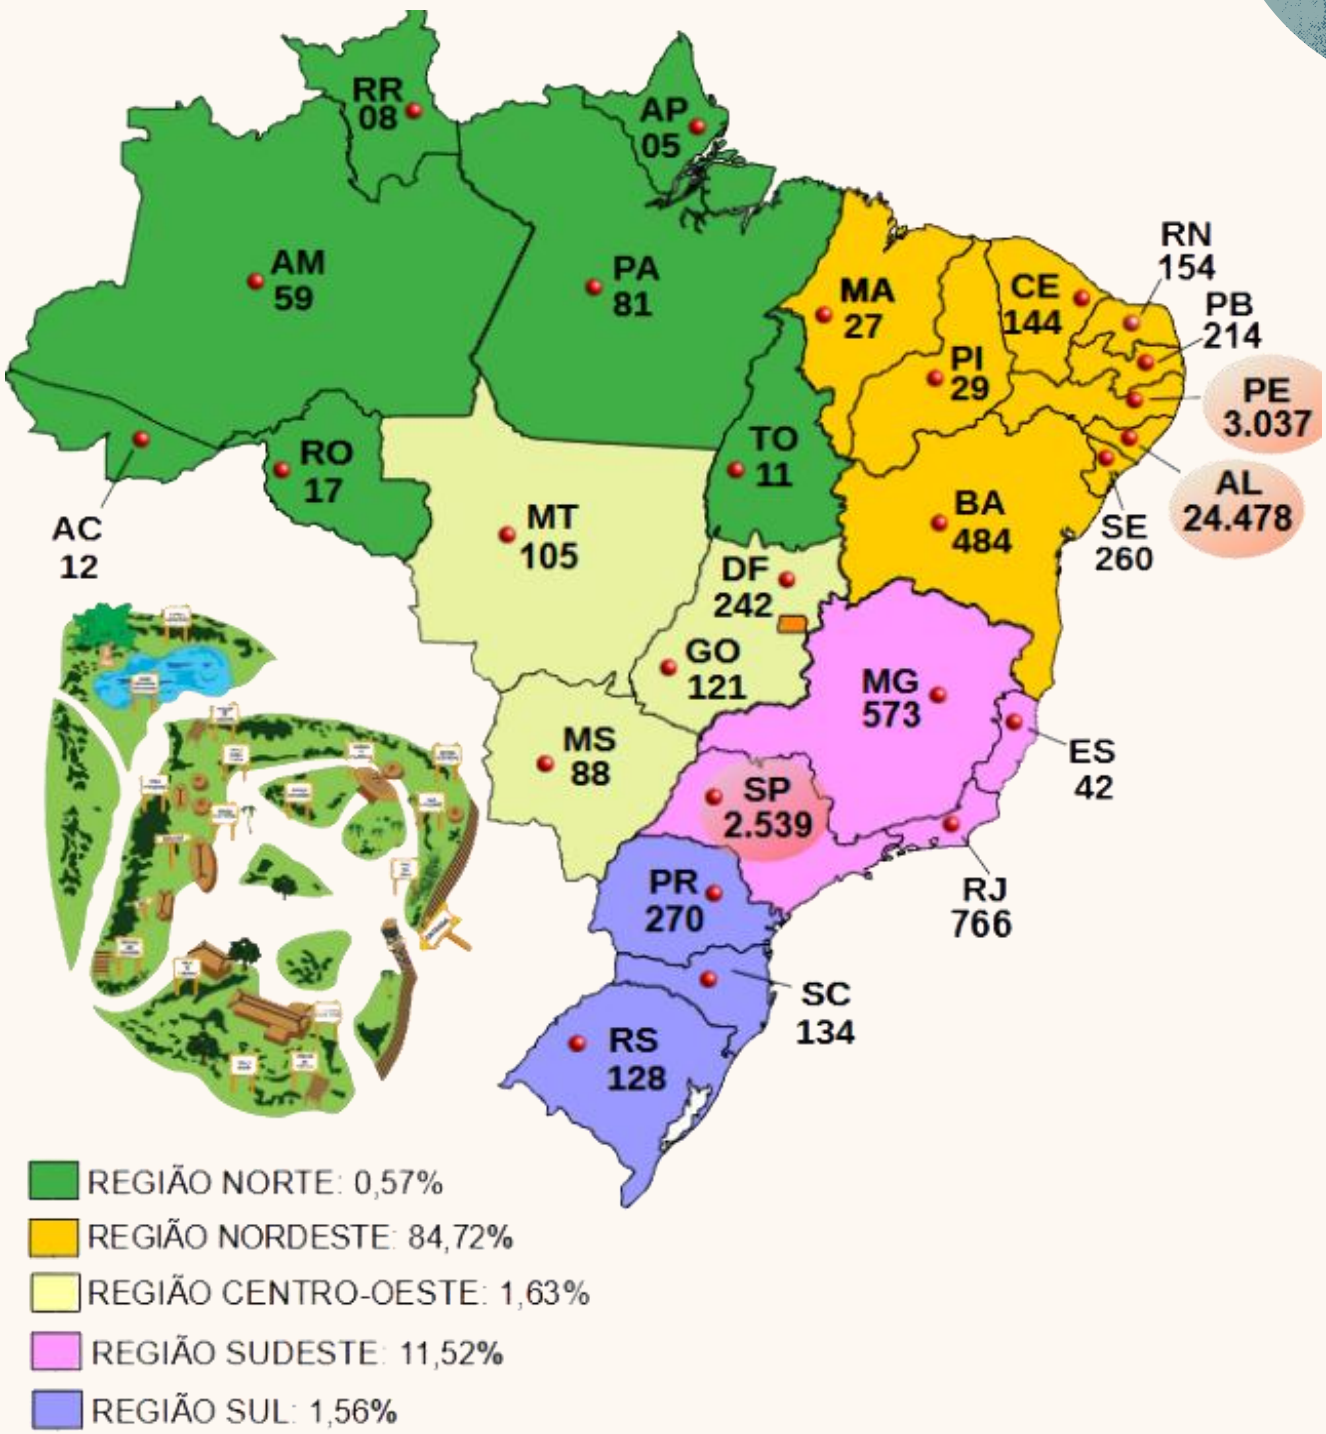 RR
08
AP
05
AM
59
PA
81
MA
27
CE
144
RN
154
PB
214
PI
29
PE
3.037
AL
24.478
SE
260
BA
484
TO
11
RO
17
AC
12
MT
105
DF
242
GO
121
MS
88
MG
573
ES
42
SP
2.539
RJ
766
PR
270
SC
134
RS
128
REGIÃO NORTE: 0,57%
REGIÃO NORDESTE: 84,72%
REGIÃO CENTRO-OESTE: 1,63%
REGIÃO SUDESTE: 11,52%
REGIÃO SUL: 1,56%